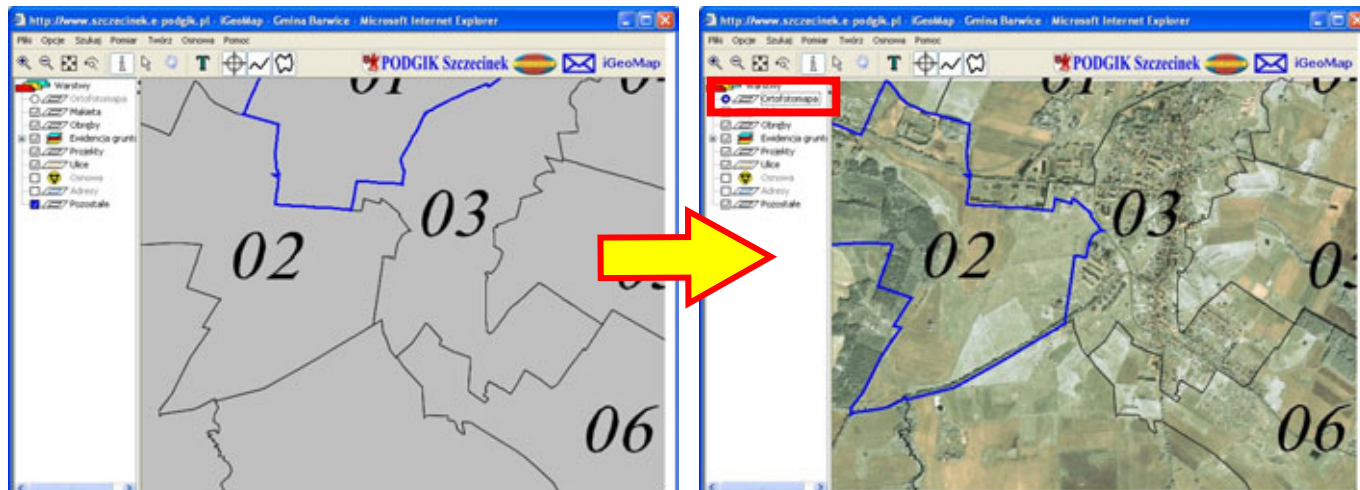 http://www.szczecinek.e-podgik.pl - iGeoMap - Gmina Barwice - Microsoft Internet Explorer
Pliki Opcje Szukaj Pomiar Twórz Osnowa Pomoc
i T PODGIK Szczecinek iGeoMap
Warstwy
Ortofotomapa
Makieta
Obręby
Ewidencja grunt
Projekty
Ulice
Osnowa
Adresy
Pozostałe
01
02
03
06
http://www.szczecinek.e-podgik.pl - iGeoMap - Gmina Barwice - Microsoft Internet Explorer
Pliki Opcje Szukaj Pomiar Twórz Osnowa Pomoc
i T PODGIK Szczecinek iGeoMap
Warstwy
Ortofotomapa
Obręby
Ewidencja grunt
Projekty
Ulice
Osnowa
Adresy
Pozostałe
01
02
03
06